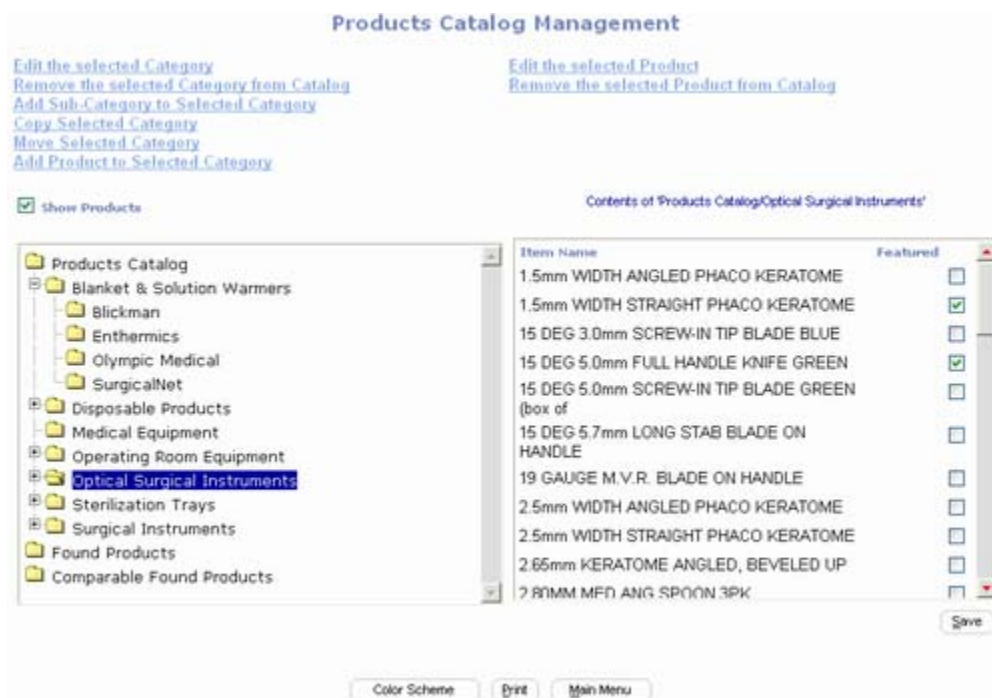 Products Catalog Management
Edit the selected Category
Remove the selected Category from Catalog
Add Sub-Category to Selected Category
Copy Selected Category
Move Selected Category
Add Product to Selected Category
Edit the selected Product
Remove the selected Product from Catalog
Show Products
Contents of 'Products Catalog/Optical Surgical Instruments'
Products Catalog
Blanket & Solution Warmers
Blickman
Enthermics
Olympic Medical
SurgicalNet
Disposable Products
Medical Equipment
Operating Room Equipment
Optical Surgical Instruments
Sterilization Trays
Surgical Instruments
Found Products
Comparable Found Products
Item Name Featured
1.5mm WIDTH ANGLED PHACO KERATOME
1.5mm WIDTH STRAIGHT PHACO KERATOME
15 DEG 3.0mm SCREW-IN TIP BLADE BLUE
15 DEG 5.0mm FULL HANDLE KNIFE GREEN
15 DEG 5.0mm SCREW-IN TIP BLADE GREEN
(box of
15 DEG 5.7mm LONG STAB BLADE ON
HANDLE
19 GAUGE M.V.R. BLADE ON HANDLE
2.5mm WIDTH ANGLED PHACO KERATOME
2.5mm WIDTH STRAIGHT PHACO KERATOME
2.65mm KERATOME ANGLED, BEVELED UP
2.80MM MED ANG SPOON 3PK
Save
Color Scheme Print Main Menu